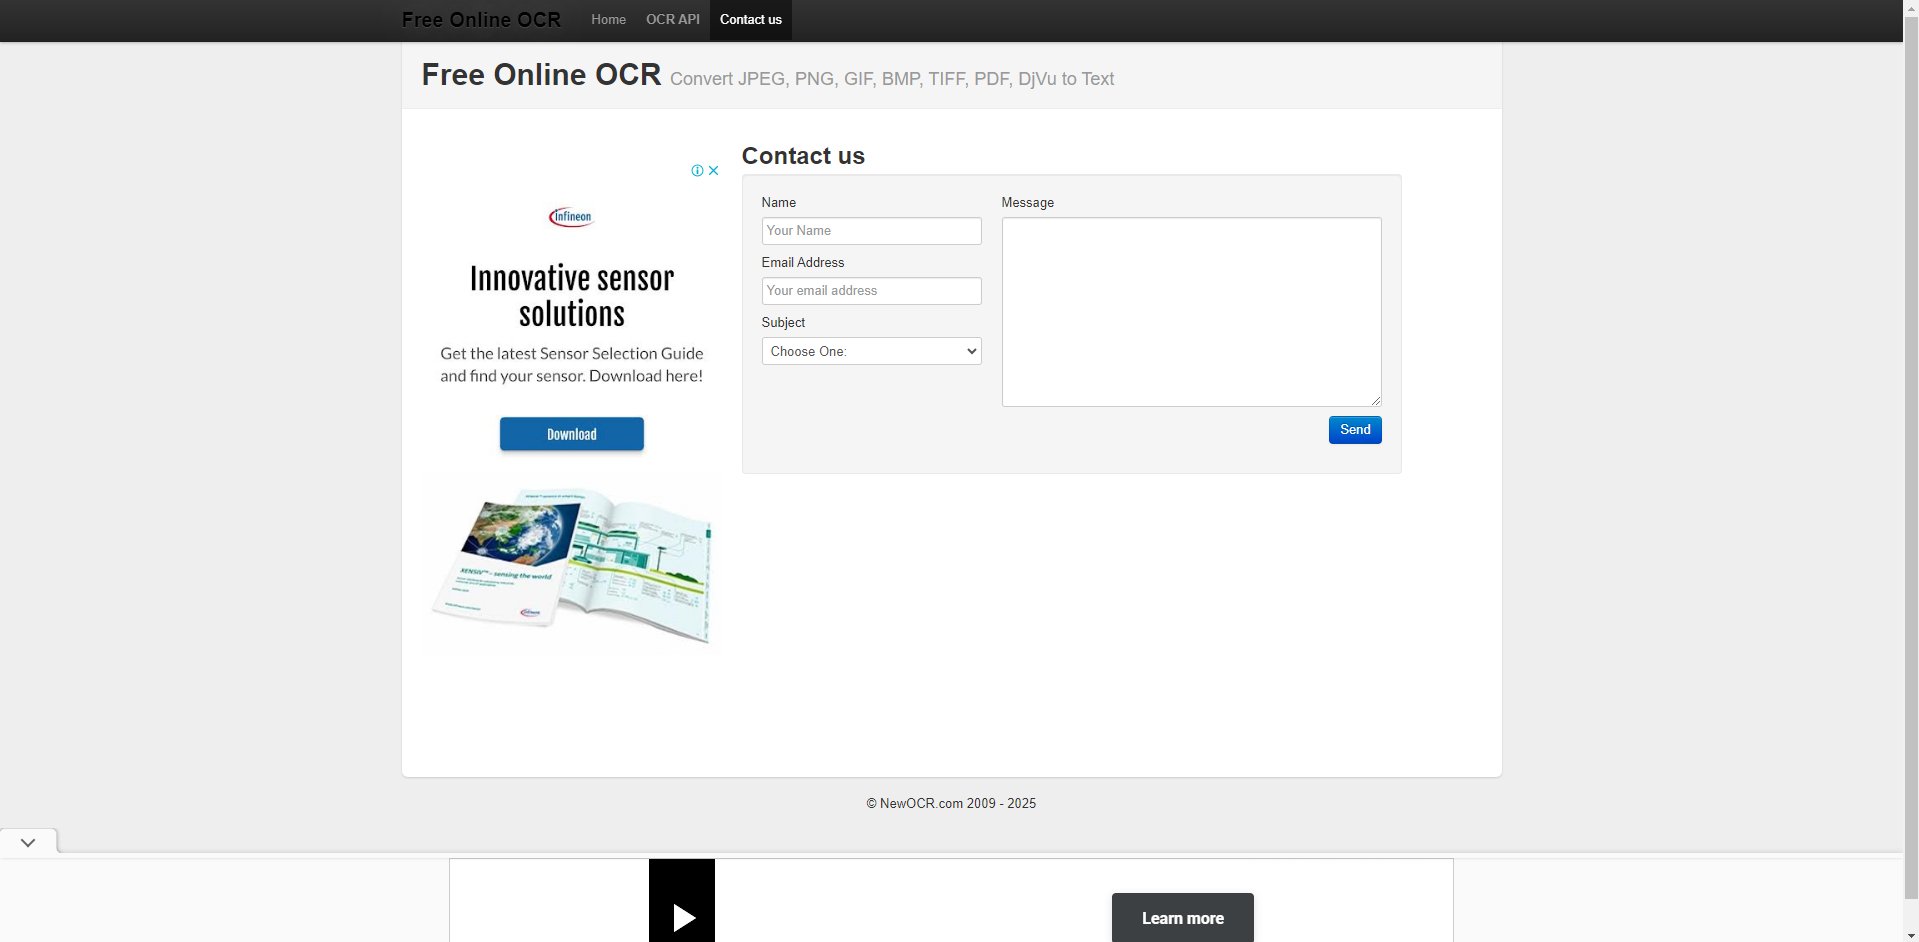 Free Online OCR Home OCR API Contact us
Free Online OCR Convert JPEG, PNG, GIF, BMP, TIFF, PDF, DjVu to Text
Contact us
Name
Your Name
Email Address
Your email address
Subject
Choose One:
Message
Send
infineon
Innovative sensor
solutions
Get the latest Sensor Selection Guide
and find your sensor. Download here!
Download
XENSIV™ – sensing the world
infineon
© NewOCR.com 2009 - 2025
Learn more